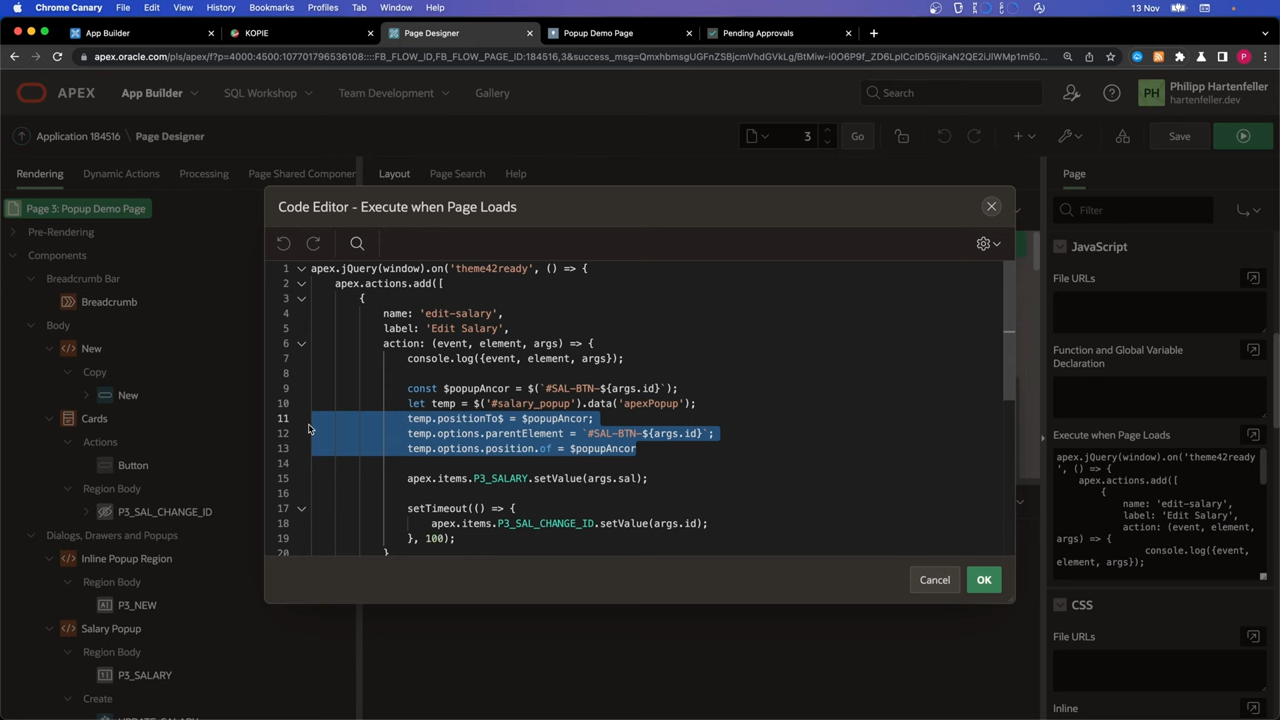 Chrome Canary File Edit View History Bookmarks Profiles Tab Window Help 13 Nov
App Builder KOPIE Page Designer Popup Demo Page Pending Approvals
APEX App Builder SQL Workshop Team Development Gallery Search Philipp Hartenfeller
hartenfeller.dev
PH
Application 184516 \ Page Designer 3 Go Save
Rendering Dynamic Actions Processing Page Shared Componen Layout Page Search Help Page
Page 3: Popup Demo Page
Pre-Rendering
Components
Breadcrumb Bar
Breadcrumb
Body
New
Copy
New
Cards
Actions
Button
Region Body
P3_SAL_CHANGE_ID
Dialogs, Drawers and Popups
Inline Popup Region
Region Body
P3_NEW
Salary Popup
Region Body
P3_SALARY
Create
Code Editor - Execute when Page Loads
1 apex.jQuery(window).on('theme42ready', () => {
2 apex.actions.add([
3 {
4 name: 'edit-salary',
5 label: 'Edit Salary',
6 action: (event, element, args) => {
7 console.log({event, element, args});
8
9 const $popupAncor = $(`#SAL-BTN-${args.id}`);
10 let temp = $('#salary_popup').data('apexPopup');
11 temp.positionTo$ = $popupAncor;
12 temp.options.parentElement = `#SAL-BTN-${args.id}`;
13 temp.options.position.of = $popupAncor
14
15 apex.items.P3_SALARY.setValue(args.sal);
16
17 setTimeout(() => {
18 apex.items.P3_SAL_CHANGE_ID.setValue(args.id);
19 }, 100);
20 }
Cancel OK
Filter
JavaScript
File URLs
Function and Global Variable
Declaration
Execute when Page Loads
apex.jQuery(window).on('theme42ready
', () => {
apex.actions.add([
{
name: 'edit-salary',
label: 'Edit Salary',
action: (event, element,
args) => {
console.log({event,
element, args});
CSS
File URLs
Inline